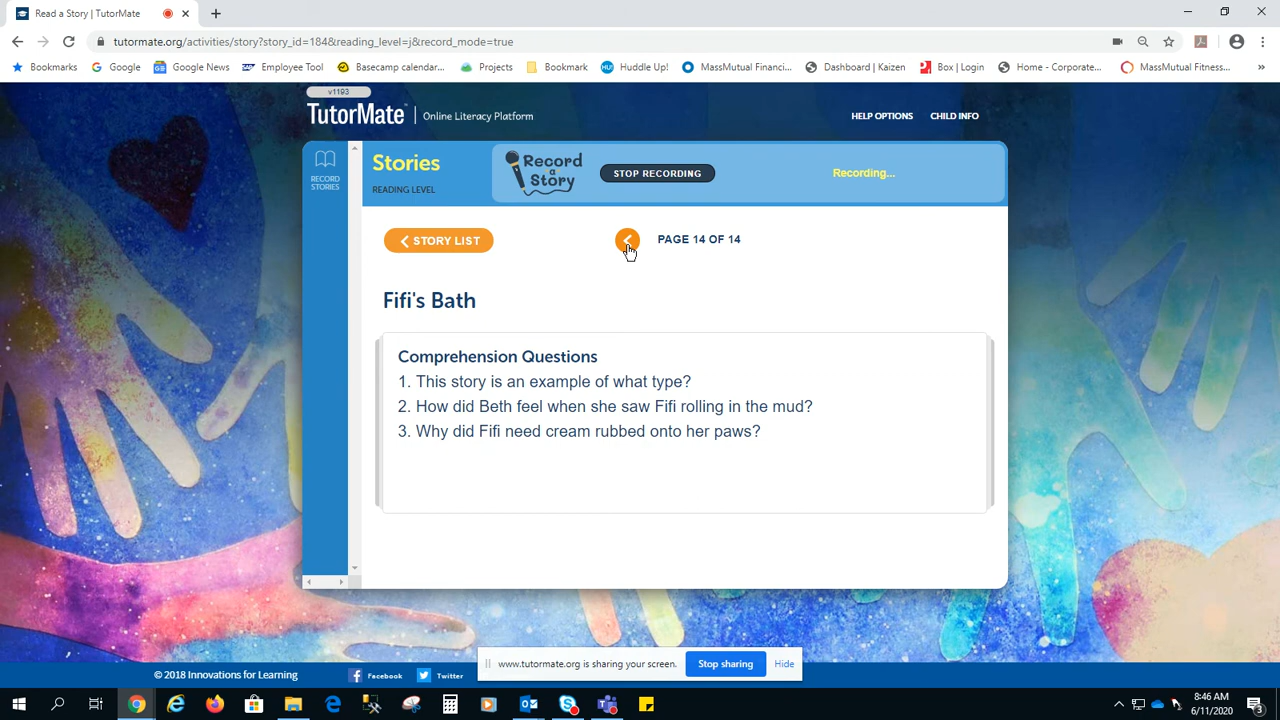 Read a Story | TutorMate
tutormate.org/activities/story?story_id=184&reading_level=j&record_mode=true
Bookmarks Google Google News Employee Tool Basecamp calendar... Projects Bookmark Huddle Up! MassMutual Financi... Dashboard | Kaizen Box | Login Home - Corporate... MassMutual Fitness... »
v1193
TutorMate™ Online Literacy Platform
HELP OPTIONS CHILD INFO
RECORD
STORIES
Stories
READING LEVEL
Record
a
Story
STOP RECORDING
Recording...
STORY LIST
PAGE 14 OF 14
Fifi's Bath
Comprehension Questions
1. This story is an example of what type?
2. How did Beth feel when she saw Fifi rolling in the mud?
3. Why did Fifi need cream rubbed onto her paws?
www.tutormate.org is sharing your screen. Stop sharing Hide
© 2018 Innovations for Learning Facebook Twitter
8:46 AM
6/11/2020